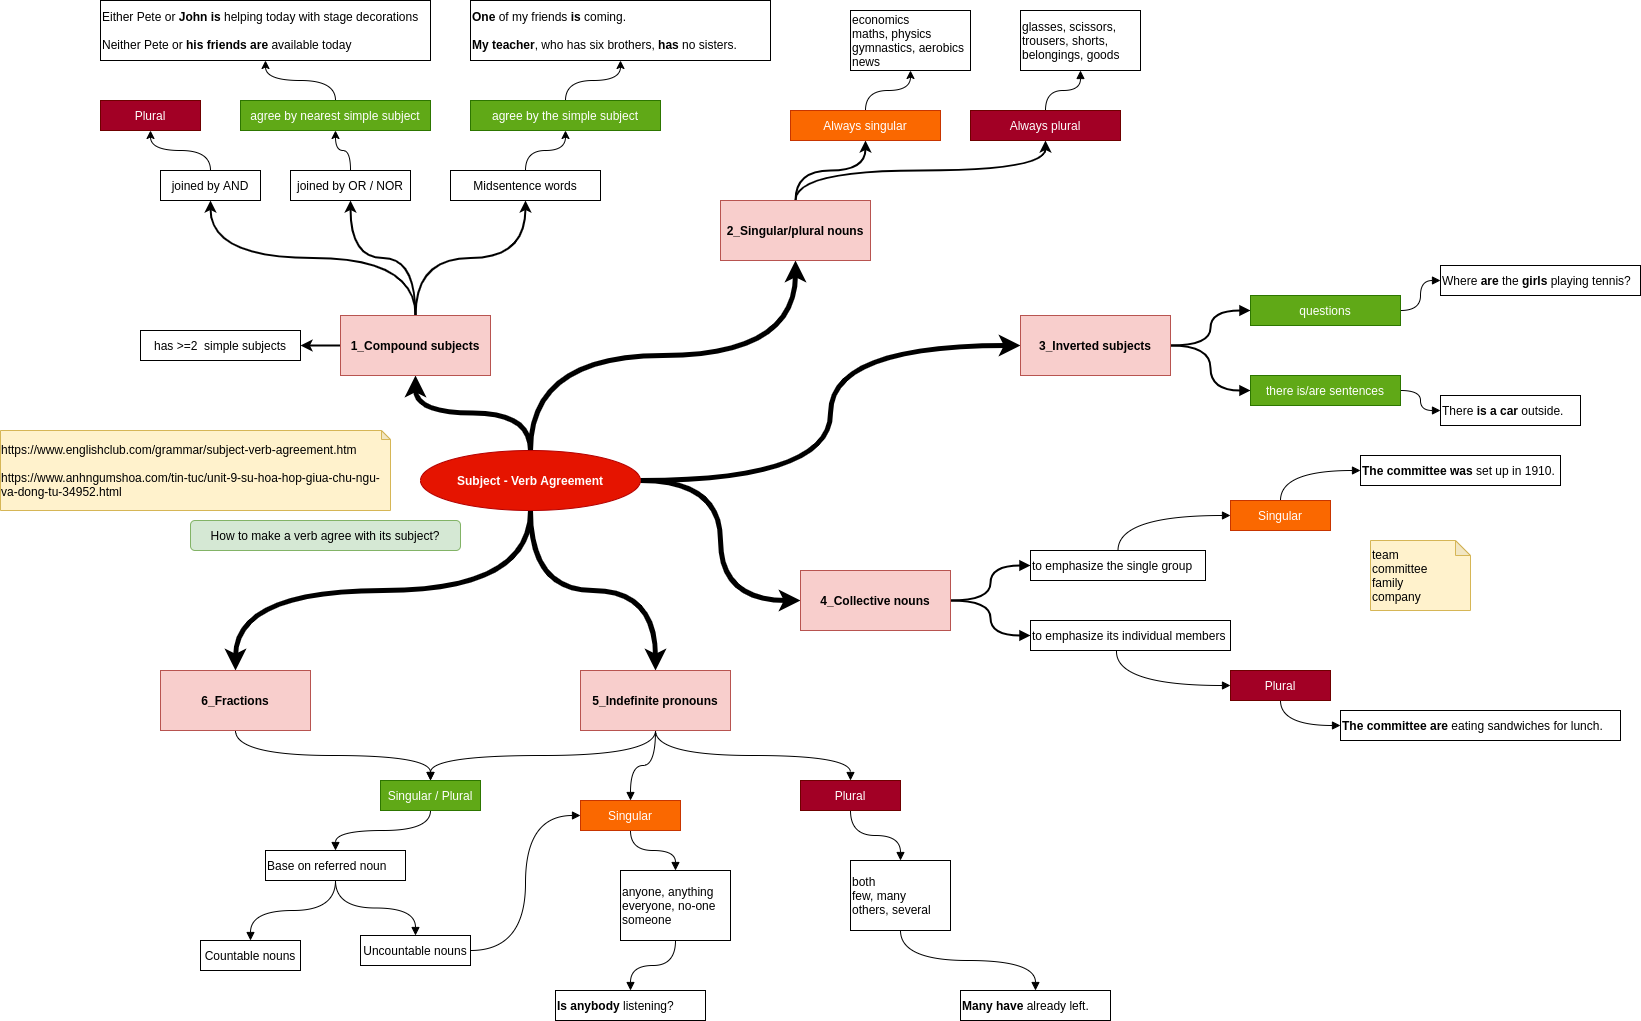 Either Pete or John is helping today with stage decorations
Neither Pete or his friends are available today
One of my friends is coming.
My teacher, who has six brothers, has no sisters.
economics
maths, physics
gymnastics, aerobics
news
glasses, scissors,
trousers, shorts,
belongings, goods
Plural
agree by nearest simple subject
agree by the simple subject
Always singular
Always plural
joined by AND
joined by OR / NOR
Midsentence words
2_Singular/plural nouns
has >=2  simple subjects
1_Compound subjects
3_Inverted subjects
questions
Where are the girls playing tennis?
there is/are sentences
There is a car outside.
https://www.englishclub.com/grammar/subject-verb-agreement.htm
https://www.anhngumshoa.com/tin-tuc/unit-9-su-hoa-hop-giua-chu-ngu-
va-dong-tu-34952.html
Subject - Verb Agreement
How to make a verb agree with its subject?
The committee was set up in 1910.
Singular
to emphasize the single group
team
committee
family
company
4_Collective nouns
to emphasize its individual members
Plural
The committee are eating sandwiches for lunch.
6_Fractions
5_Indefinite pronouns
Singular / Plural
Singular
Plural
Base on referred noun
anyone, anything
everyone, no-one
someone
both
few, many
others, several
Countable nouns
Uncountable nouns
Is anybody listening?
Many have already left.